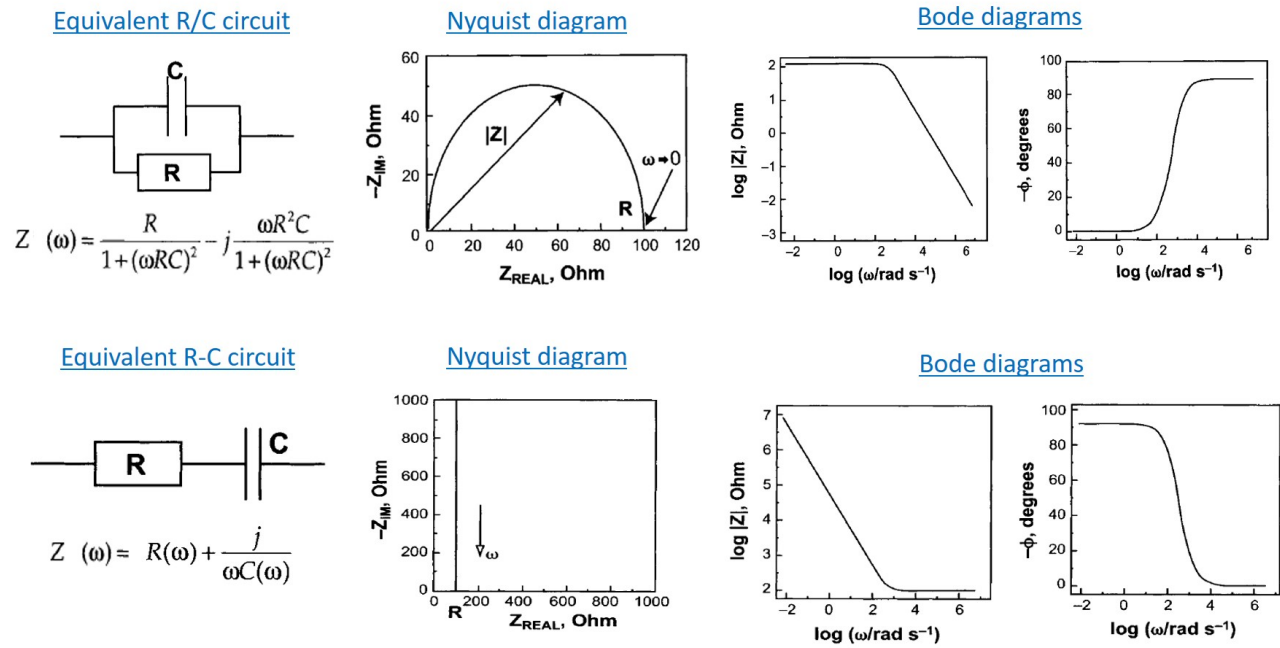 Equivalent R/C circuit
Nyquist diagram
Bode diagrams
C
R
Z (ω) = R / 1+(ωRC)² - j ωR²C / 1+(ωRC)²
60
40
20
0
–Z_IM, Ohm
|Z|
ω→0
R
0 20 40 60 80 100 120
Z_REAL, Ohm
2
1
0
–1
–2
–3
log |Z|, Ohm
–2 0 2 4 6
log (ω/rad s⁻¹)
100
80
60
40
20
0
–ϕ, degrees
–2 0 2 4 6
log (ω/rad s⁻¹)
Equivalent R-C circuit
Nyquist diagram
Bode diagrams
R
C
Z (ω) = R(ω) + j / ωC(ω)
1000
800
600
400
200
0
–Z_IM, Ohm
ω
0 200 400 600 800 1000
R
Z_REAL, Ohm
7
6
5
4
3
2
log |Z|, Ohm
–2 0 2 4 6
log (ω/rad s⁻¹)
100
80
60
40
20
0
–ϕ, degrees
–2 0 2 4 6
log (ω/rad s⁻¹)